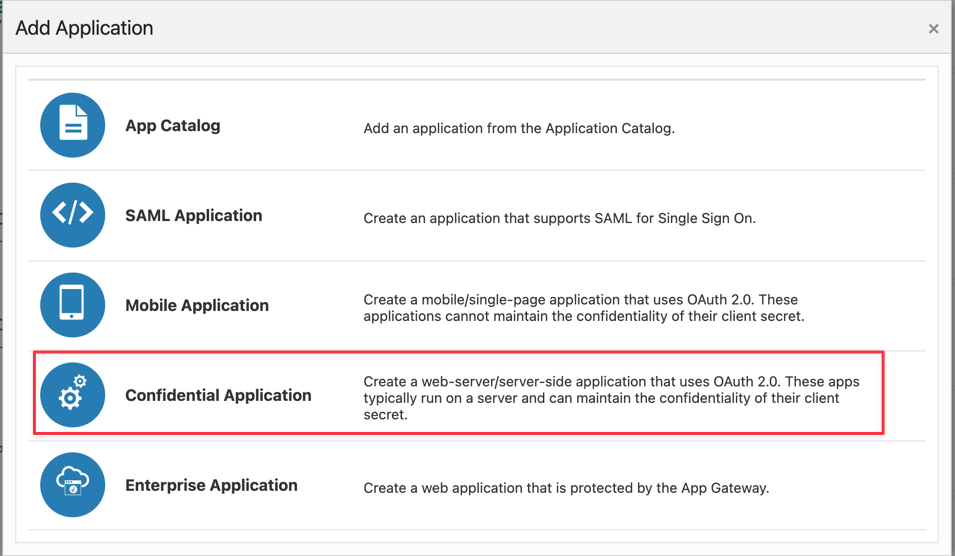 Add Application
×
App Catalog
Add an application from the Application Catalog.
SAML Application
Create an application that supports SAML for Single Sign On.
Mobile Application
Create a mobile/single-page application that uses OAuth 2.0. These
applications cannot maintain the confidentiality of their client secret.
Confidential Application
Create a web-server/server-side application that uses OAuth 2.0. These apps
typically run on a server and can maintain the confidentiality of their client
secret.
Enterprise Application
Create a web application that is protected by the App Gateway.